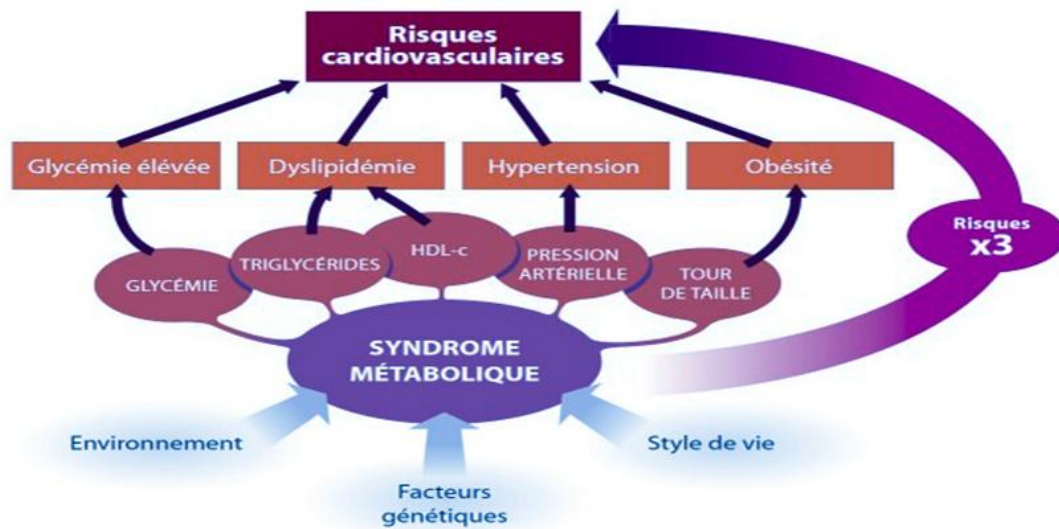 Risques
cardiovasculaires
Glycémie élévée
Dyslipidémie
Hypertension
Obésité
Risques
x3
GLYCÉMIE
TRIGLYCÉRIDES
HDL-c
PRESSION
ARTÉRIELLE
TOUR
DE TAILLE
SYNDROME
MÉTABOLIQUE
Environnement
Style de vie
Facteurs
génétiques